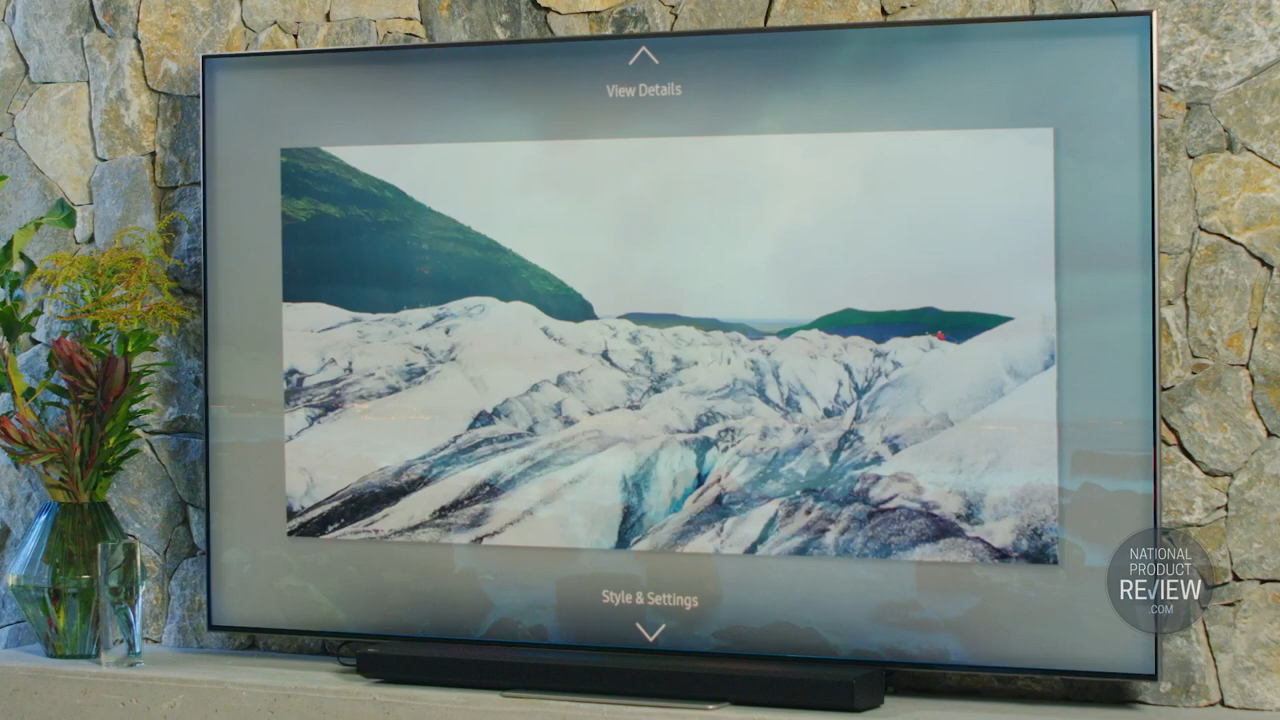 View Details
Style & Settings
NATIONAL
PRODUCT
REVIEW
.COM